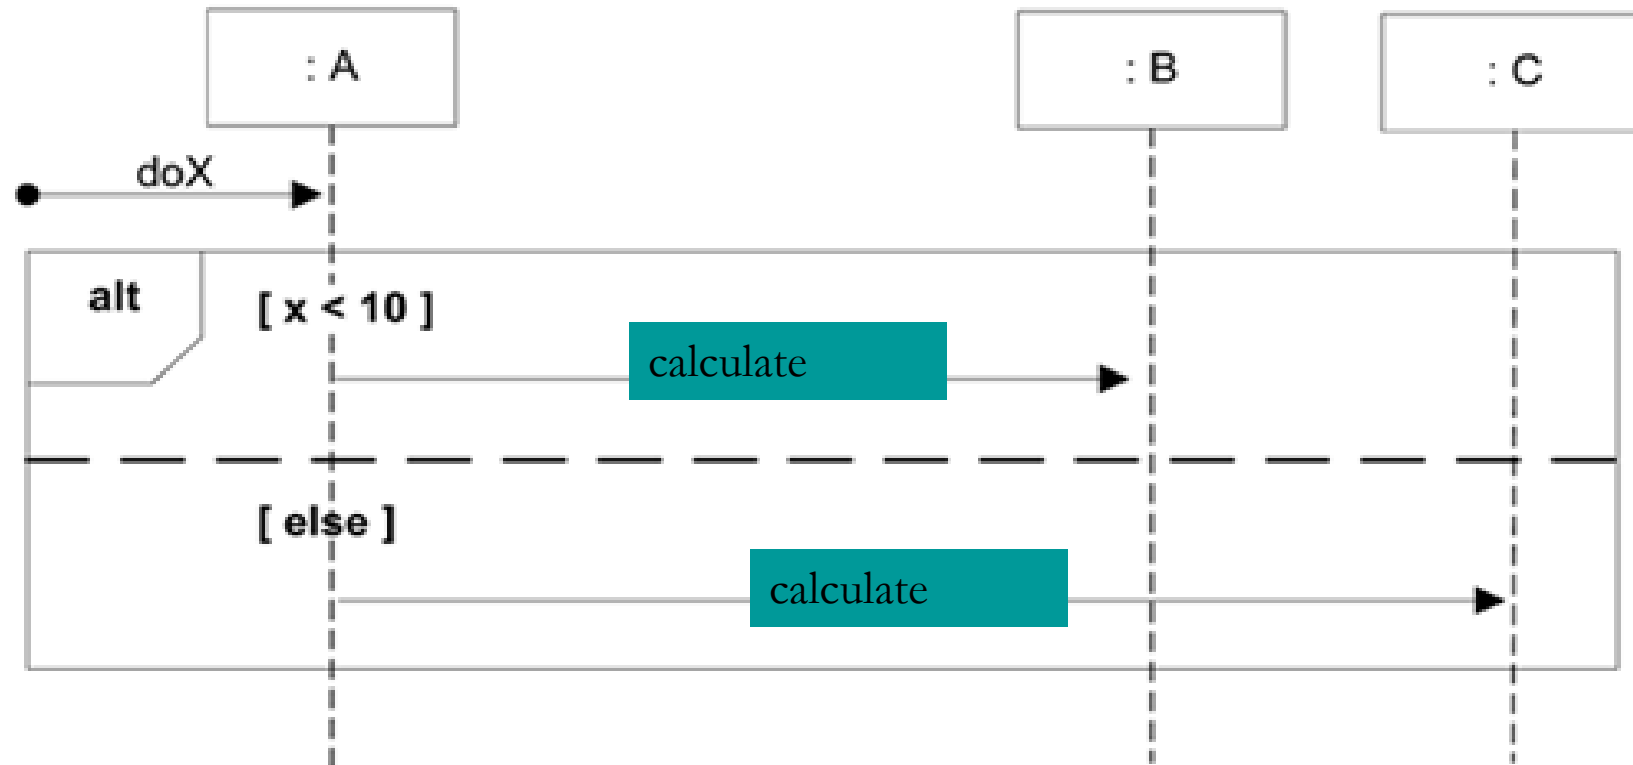 : A
: B
: C
doX
alt
[ x < 10 ]
calculate
[ else ]
calculate